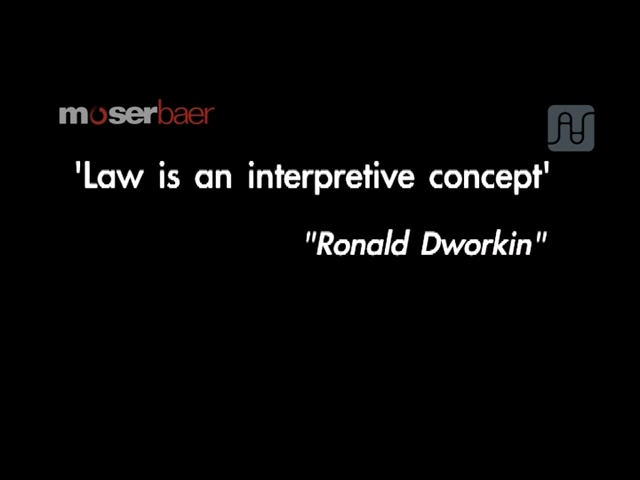 moserbaer
'Law is an interpretive concept'
"Ronald Dworkin"